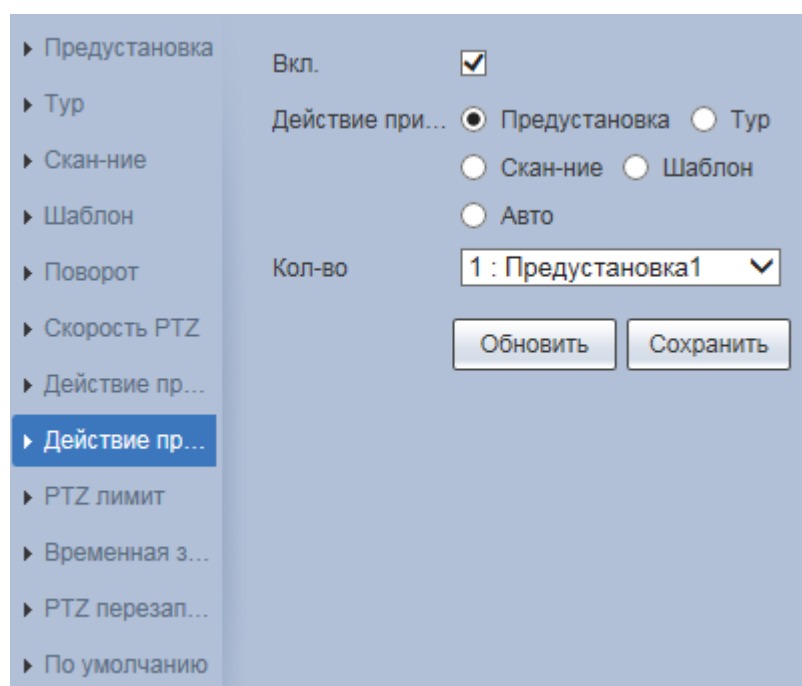 Предустановка
Тур
Скан-ние
Шаблон
Поворот
Скорость PTZ
Действие пр...
Действие пр...
PTZ лимит
Временная з...
PTZ перезап...
По умолчанию
Вкл.
Действие при... Предустановка Тур
Скан-ние Шаблон
Авто
Кол-во 1 : Предустановка1
Обновить Сохранить